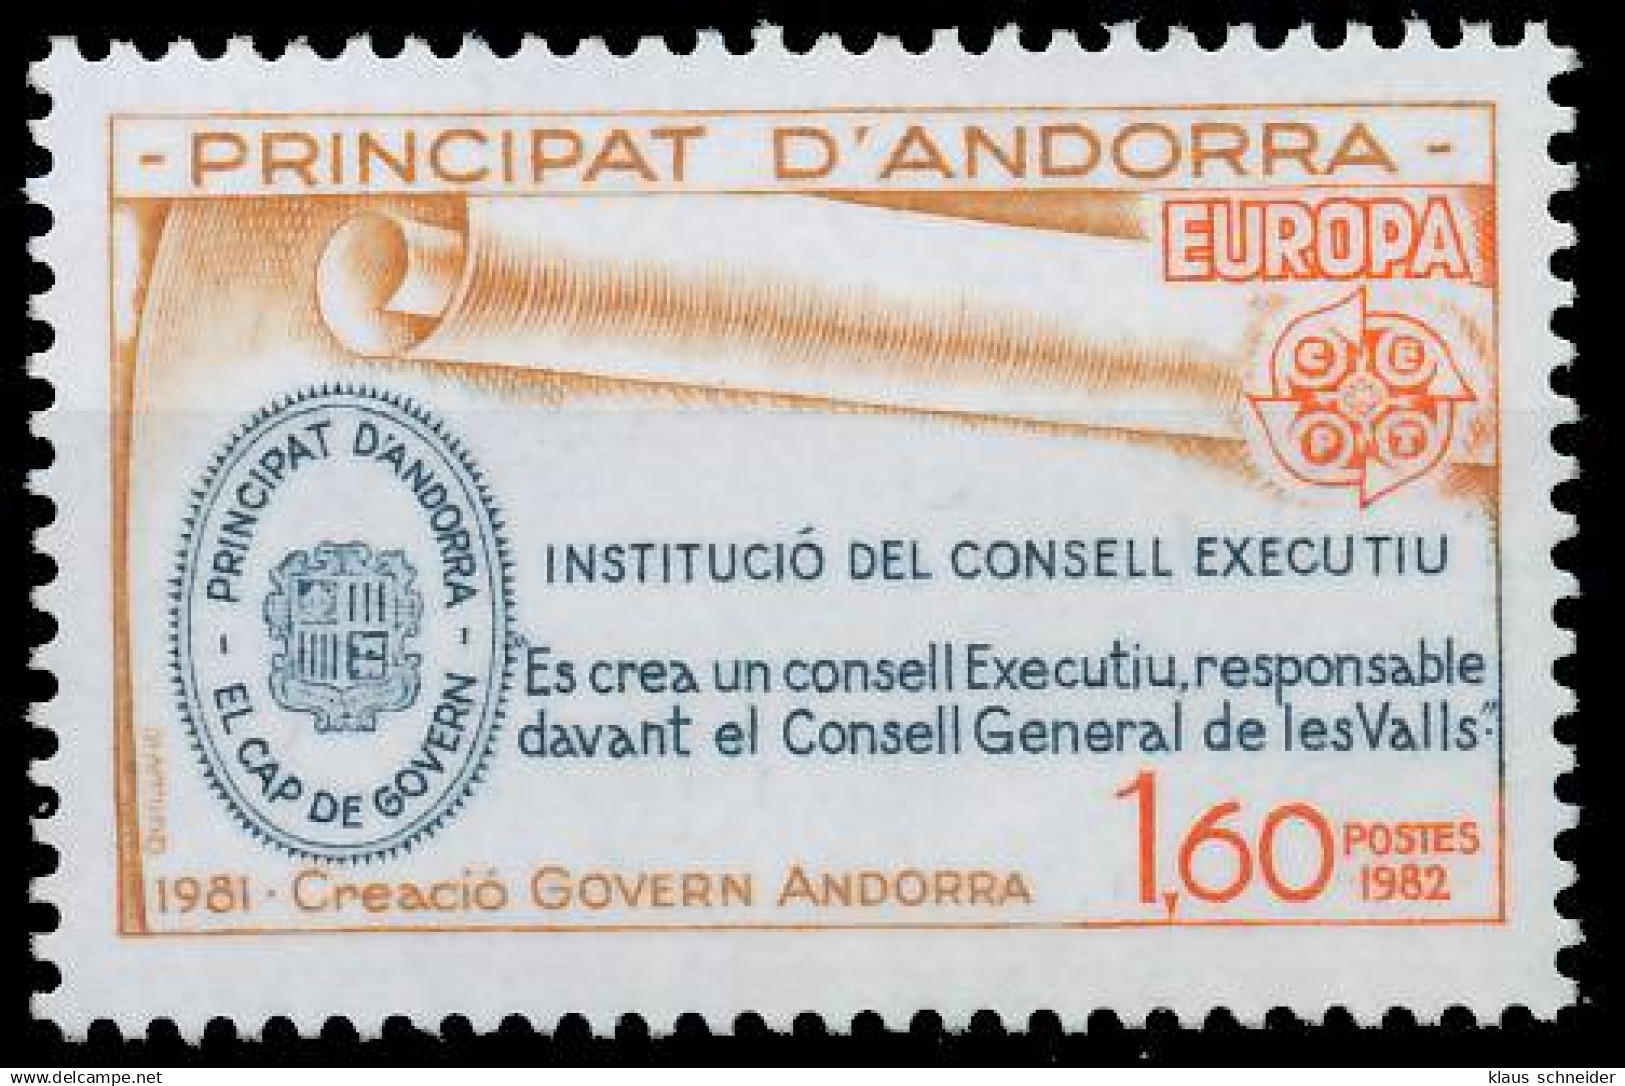 - PRINCIPAT D'ANDORRA -
EUROPA
C E
P T
PRINCIPAT D'ANDORRA
- EL CAP DE GOVERN -
INSTITUCIÓ DEL CONSELL EXECUTIU
"Es crea un consell Executiu, responsable
davant el Consell General de les Valls."
1,60 POSTES
1982
1981 · Creació GOVERN ANDORRA
delcampe.net
klaus schneider